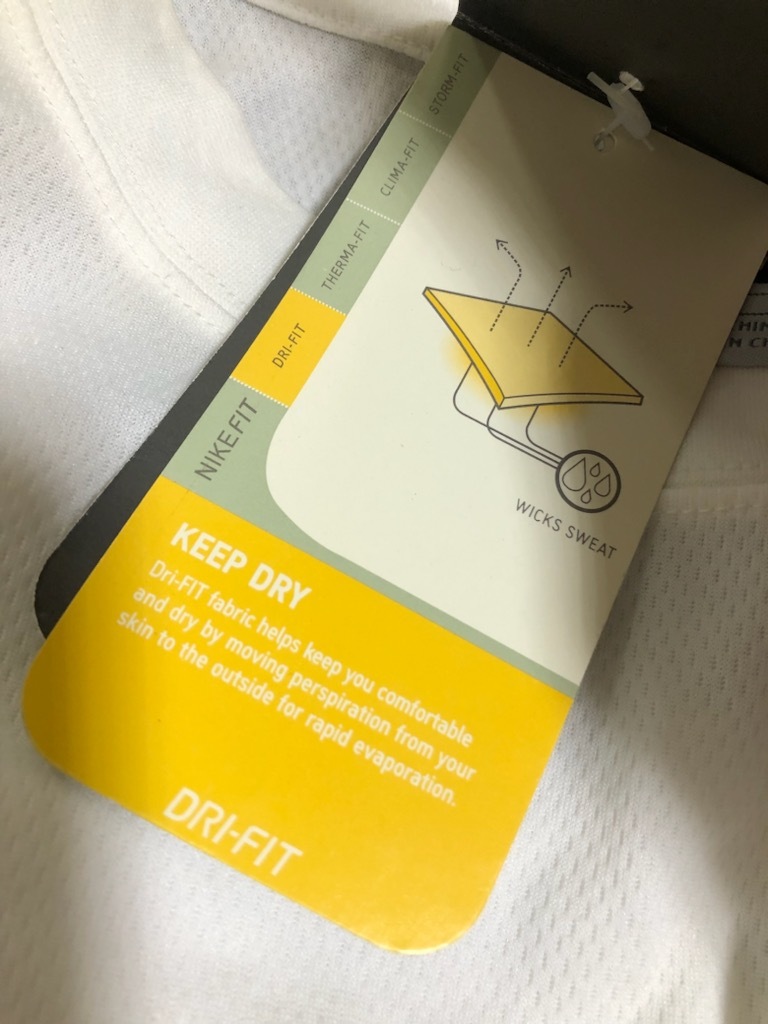 STORM-FIT
CLIMA-FIT
THERMA-FIT
DRI-FIT
NIKE FIT
WICKS SWEAT
KEEP DRY
Dri-FIT fabric helps keep you comfortable
and dry by moving perspiration from your
skin to the outside for rapid evaporation.
DRI-FIT